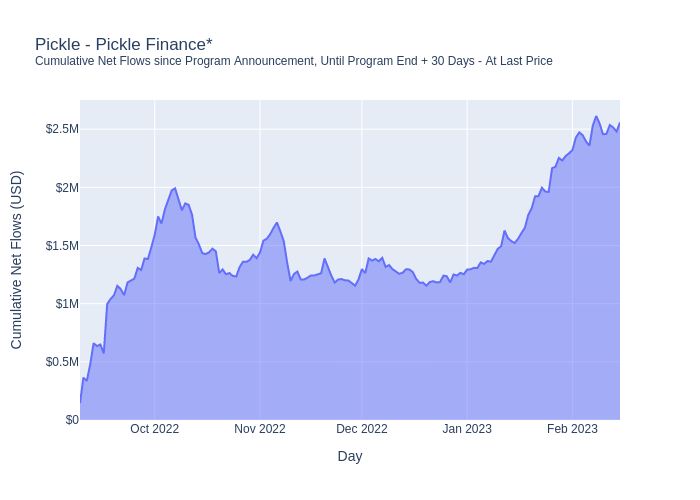 Pickle - Pickle Finance*
Cumulative Net Flows since Program Announcement, Until Program End + 30 Days - At Last Price
Cumulative Net Flows (USD)
$2.5M
$2M
$1.5M
$1M
$0.5M
$0
Oct 2022
Nov 2022
Dec 2022
Jan 2023
Feb 2023
Day